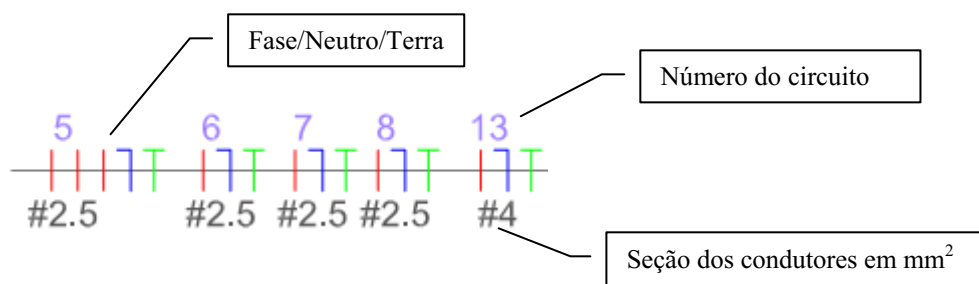 Fase/Neutro/Terra
Número do circuito
5 6 7 8 13
#2.5 #2.5 #2.5 #2.5 #4
Seção dos condutores em mm²